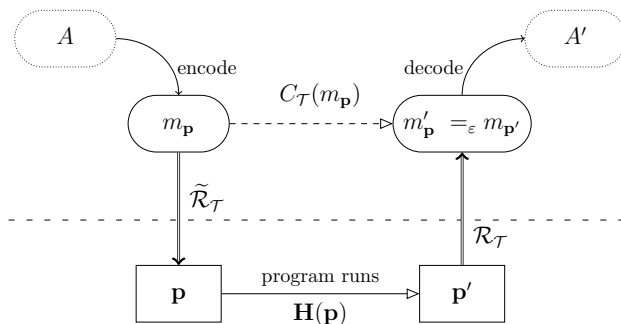 A
A′
encode
decode
C_𝒯(m_𝐩)
m_𝐩
m′_𝐩 =_ε m_𝐩′
ℛ̃_𝒯
ℛ_𝒯
program runs
𝐩
𝐩′
𝐇(𝐩)